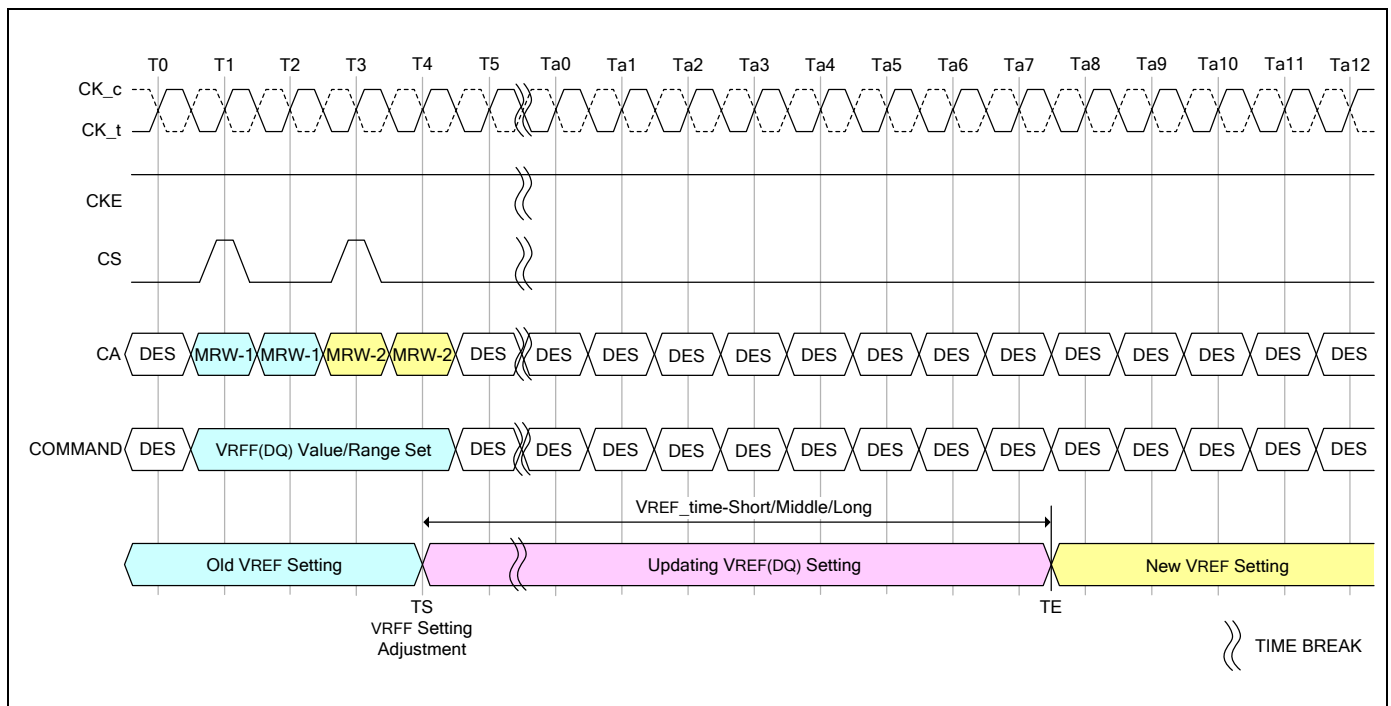 T0 T1 T2 T3 T4 T5 Ta0 Ta1 Ta2 Ta3 Ta4 Ta5 Ta6 Ta7 Ta8 Ta9 Ta10 Ta11 Ta12
CK_c
CK_t
CKE
CS
CA DES MRW-1 MRW-1 MRW-2 MRW-2 DES DES DES DES DES DES DES DES DES DES DES DES DES DES
COMMAND DES VRFF(DQ) Value/Range Set DES DES DES DES DES DES DES DES DES DES DES DES DES DES
VREF_time-Short/Middle/Long
Old VREF Setting Updating VREF(DQ) Setting New VREF Setting
TS TE
VRFF Setting
Adjustment
TIME BREAK